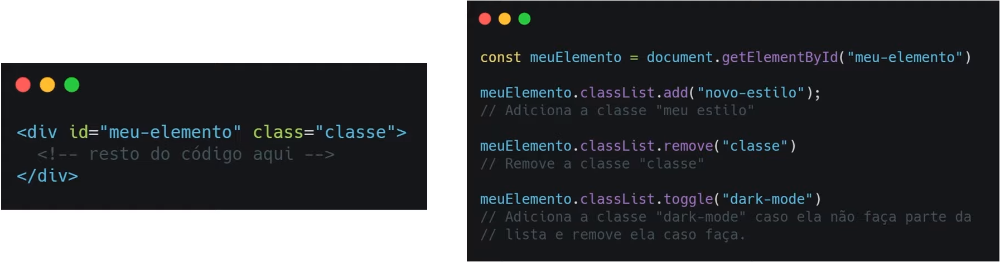 <div id="meu-elemento" class="classe">
<!-- resto do código aqui -->
</div>
const meuElemento = document.getElementById("meu-elemento")
meuElemento.classList.add("novo-estilo");
// Adiciona a classe "meu estilo"
meuElemento.classList.remove("classe")
// Remove a classe "classe"
meuElemento.classList.toggle("dark-mode")
// Adiciona a classe "dark-mode" caso ela não faça parte da
// lista e remove ela caso faça.